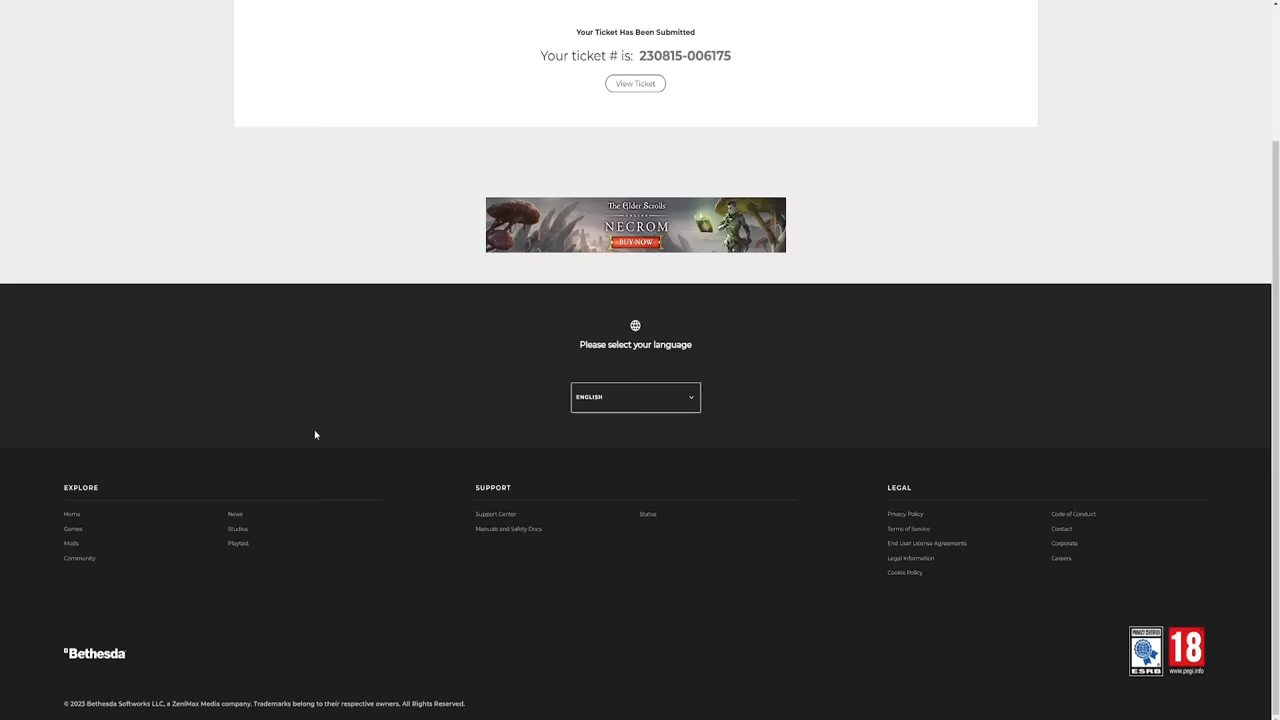 Your Ticket Has Been Submitted
Your ticket # is: 230815-006175
View Ticket
The Elder Scrolls
ONLINE
NECROM
BUY NOW
Please select your language
ENGLISH
EXPLORE
Home
Games
Mods
Community
News
Studios
Playtest
SUPPORT
Support Center
Manuals and Safety Docs
Status
LEGAL
Privacy Policy
Terms of Service
End User License Agreements
Legal Information
Cookie Policy
Code of Conduct
Contact
Corporate
Careers
Bethesda
PRIVACY CERTIFIED
ESRB
18
www.pegi.info
© 2023 Bethesda Softworks LLC, a ZeniMax Media company. Trademarks belong to their respective owners. All Rights Reserved.